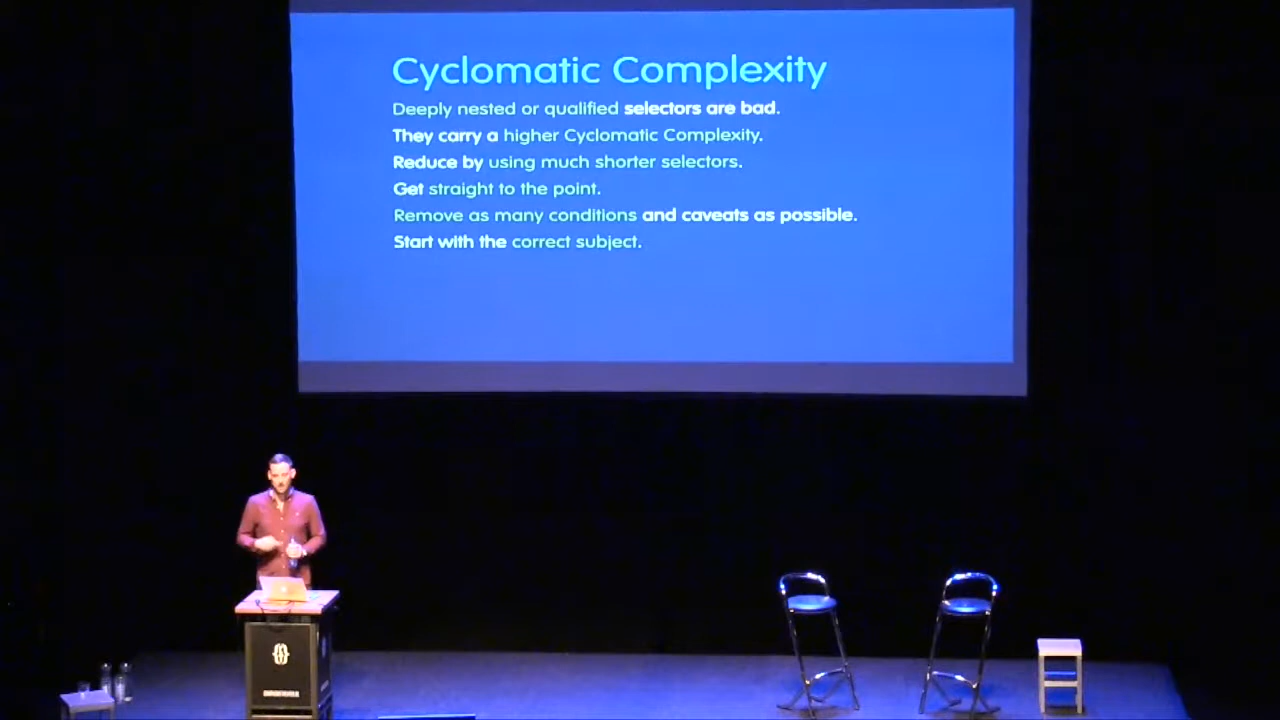 Cyclomatic Complexity
Deeply nested or qualified selectors are bad.
They carry a higher Cyclomatic Complexity.
Reduce by using much shorter selectors.
Get straight to the point.
Remove as many conditions and caveats as possible.
Start with the correct subject.